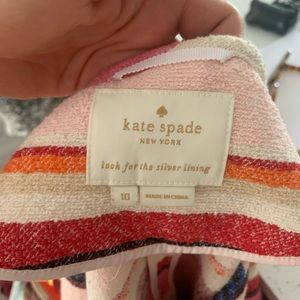 kate spade
NEW YORK
look for the silver lining
10 MADE IN CHINA